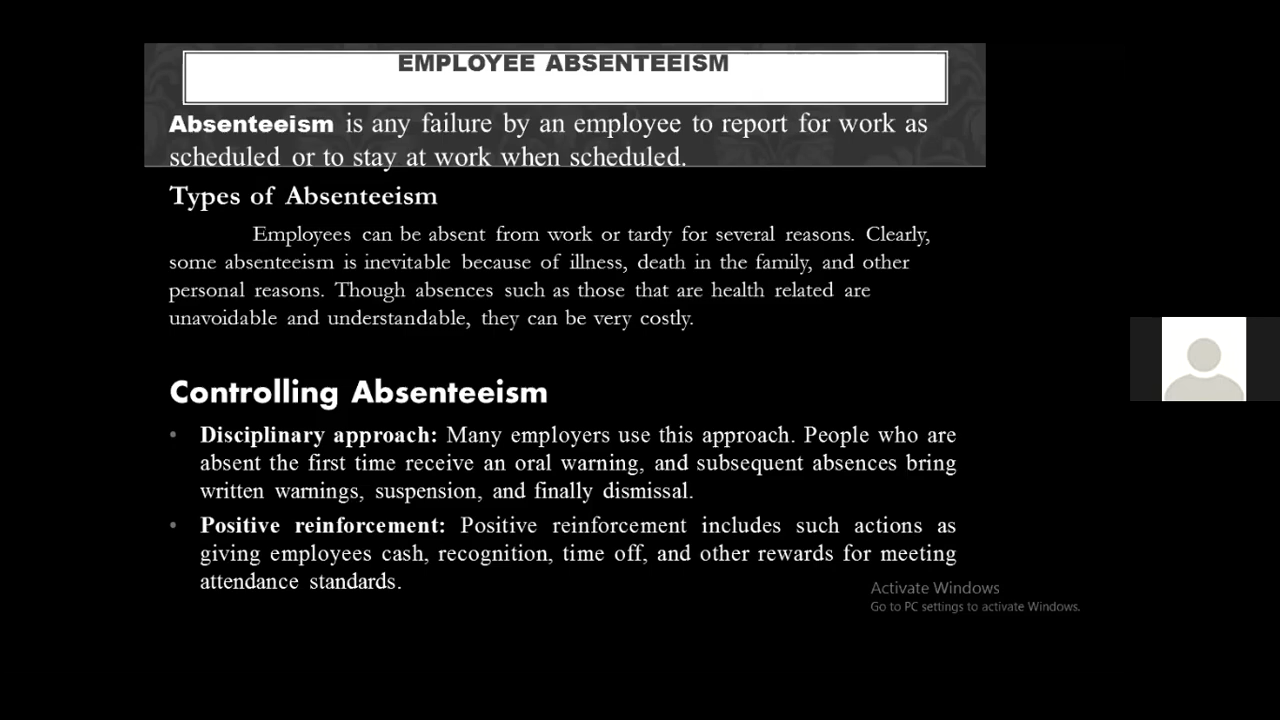 EMPLOYEE ABSENTEEISM
Absenteeism is any failure by an employee to report for work as
scheduled or to stay at work when scheduled.
Types of Absenteeism
Employees can be absent from work or tardy for several reasons. Clearly,
some absenteeism is inevitable because of illness, death in the family, and other
personal reasons. Though absences such as those that are health related are
unavoidable and understandable, they can be very costly.
Controlling Absenteeism
• Disciplinary approach: Many employers use this approach. People who are
absent the first time receive an oral warning, and subsequent absences bring
written warnings, suspension, and finally dismissal.
• Positive reinforcement: Positive reinforcement includes such actions as
giving employees cash, recognition, time off, and other rewards for meeting
attendance standards.
Activate Windows
Go to PC settings to activate Windows.